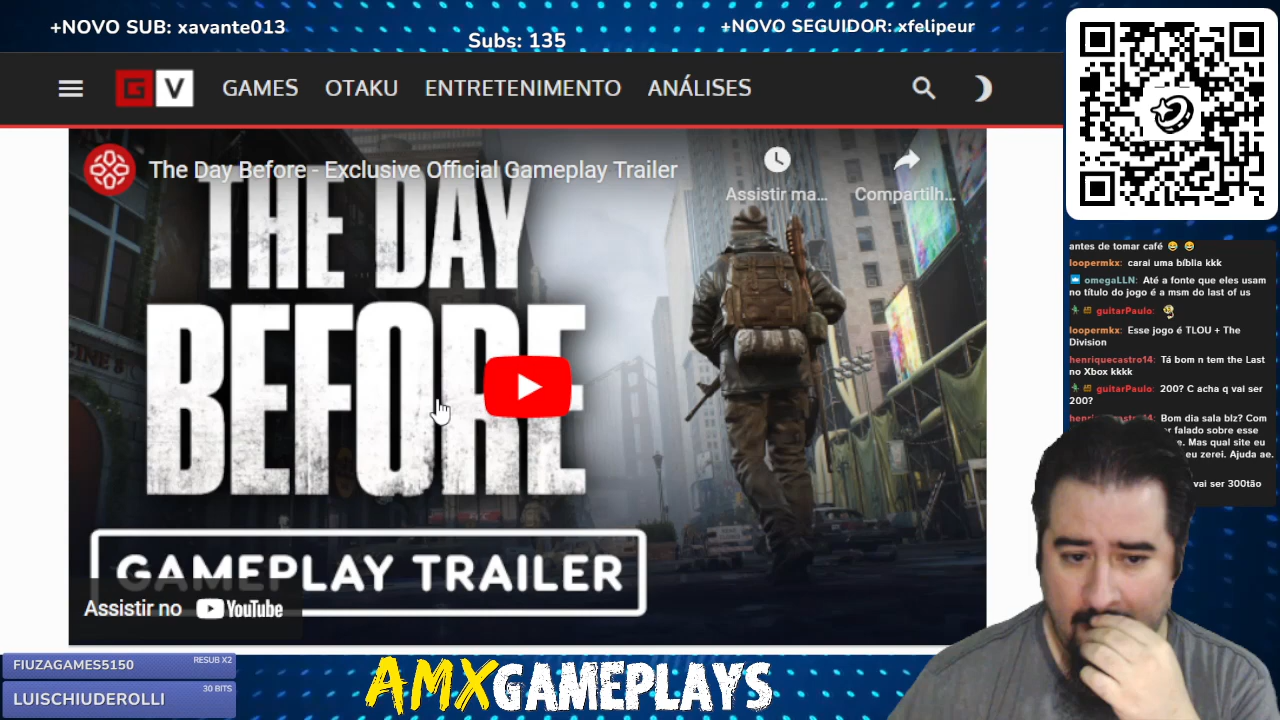 +NOVO SUB: xavante013
Subs: 135
+NOVO SEGUIDOR: xfelipeur
G V GAMES OTAKU ENTRETENIMENTO ANÁLISES
The Day Before - Exclusive Official Gameplay Trailer
Assistir ma...
Compartilh...
THE DAY
BEFORE
GAMEPLAY TRAILER
Assistir no YouTube
antes de tomar café
loopermkx: carai uma bíblia kkk
omegaLLN: Até a fonte que eles usam
no título do jogo é a msm do last of us
guitarPaulo:
loopermkx: Esse jogo é TLOU + The
Division
henriquecastro14: Tá bom n tem the Last
no Xbox kkkk
guitarPaulo: 200? C acha q vai ser
200?
Bom dia sala blz? Com
falado sobre esse
Mas qual site eu
eu zerei. Ajuda ae.
vai ser 300tão
FIUZAGAMES5150 RESUB X2
LUISCHIUDEROLLI 30 BITS
AMXGAMEPLAYS